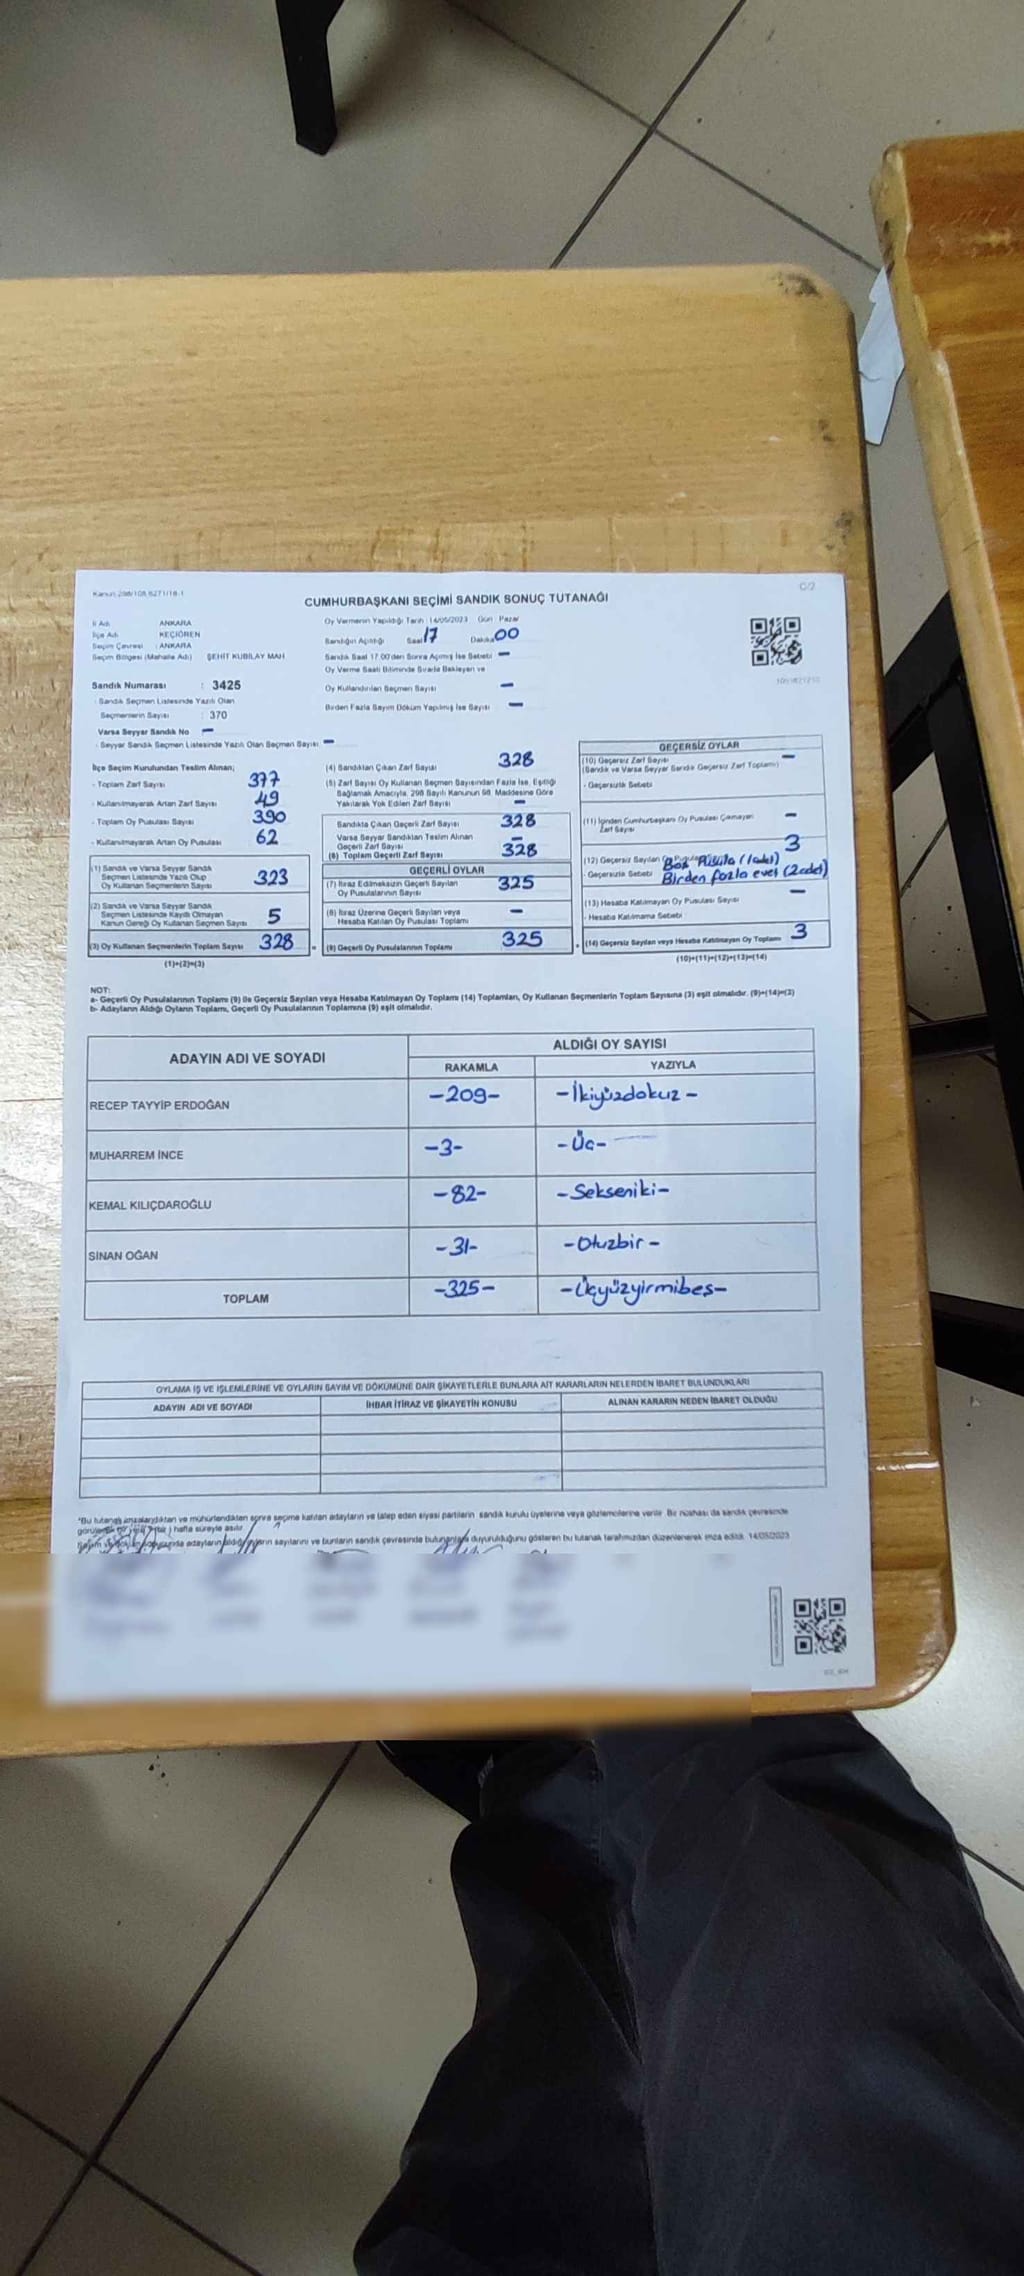 Kanun:298/108,6271/18-1
C/2
CUMHURBAŞKANI SEÇİMİ SANDIK SONUÇ TUTANAĞI
İl Adı ANKARA
İlçe Adı KEÇİÖREN
Seçim Çevresi : ANKARA
Seçim Bölgesi (Mahalle Adı) ŞEHİT KUBİLAY MAH
Sandık Numarası : 3425
Sandık Seçmen Listesinde Yazılı Olan
Seçmenlerin Sayısı : 370
Varsa Seyyar Sandık No –
- Seyyar Sandık Seçmen Listesinde Yazılı Olan Seçmen Sayısı –
Oy Vermenin Yapıldığı Tarih : 14/05/2023 Gün : Pazar
Sandığın Açıldığı Saat 17 Dakika 00
Sandık Saat 17.00'den Sonra Açılmış İse Sebebi –
Oy Verme Saati Bitiminde Sırada Bekleyen ve
Oy Kullandırılan Seçmen Sayısı –
Birden Fazla Sayım Döküm Yapılmış İse Sayısı –
İlçe Seçim Kurulundan Teslim Alınan;
- Toplam Zarf Sayısı 377
- Kullanılmayarak Artan Zarf Sayısı 49
- Toplam Oy Pusulası Sayısı 390
- Kullanılmayarak Artan Oy Pusulası 62
(1) Sandık ve Varsa Seyyar Sandık
Seçmen Listesinde Yazılı Olup
Oy Kullanan Seçmenlerin Sayısı 323
(2) Sandık ve Varsa Seyyar Sandık
Seçmen Listesinde Kayıtlı Olmayan
Kanun Gereği Oy Kullanan Seçmen Sayısı 5
(3) Oy Kullanan Seçmenlerin Toplam Sayısı 328
(1)+(2)=(3)
(4) Sandıktan Çıkan Zarf Sayısı 328
(5) Zarf Sayısı Oy Kullanan Seçmen Sayısından Fazla İse, Eşitliği
Sağlamak Amacıyla, 298 Sayılı Kanunun 98. Maddesine Göre
Yakılarak Yok Edilen Zarf Sayısı –
Sandıkta Çıkan Geçerli Zarf Sayısı 328
Varsa Seyyar Sandıktan Teslim Alınan
Geçerli Zarf Sayısı –
(6) Toplam Geçerli Zarf Sayısı 328
GEÇERLİ OYLAR
(7) İtiraz Edilmeksizin Geçerli Sayılan
Oy Pusulalarının Sayısı 325
(8) İtiraz Üzerine Geçerli Sayılan veya
Hesaba Katılan Oy Pusulası Toplamı –
(9) Geçerli Oy Pusulalarının Toplamı 325
GEÇERSİZ OYLAR
(10) Geçersiz Zarf Sayısı
(Sandık ve Varsa Seyyar Sandık Geçersiz Zarf Toplamı) –
- Geçersizlik Sebebi
(11) İçinden Cumhurbaşkanı Oy Pusulası Çıkmayan
Zarf Sayısı –
(12) Geçersiz Sayılan Oy 3
- Geçersizlik Sebebi Boş Pusula (1 adet)
Birden fazla evet (2 adet)
(13) Hesaba Katılmayan Oy Pusulası Sayısı –
- Hesaba Katılmama Sebebi
(14) Geçersiz Sayılan veya Hesaba Katılmayan Oy Toplamı 3
(10)+(11)+(12)+(13)=(14)
NOT:
a- Geçerli Oy Pusulalarının Toplamı (9) ile Geçersiz Sayılan veya Hesaba Katılmayan Oy Toplamı (14) Toplamları, Oy Kullanan Seçmenlerin Toplam Sayısına (3) eşit olmalıdır. (9)+(14)=(3)
b- Adayların Aldığı Oyların Toplamı, Geçerli Oy Pusulalarının Toplamına (9) eşit olmalıdır.
ADAYIN ADI VE SOYADI ALDIĞI OY SAYISI
RAKAMLA YAZIYLA
RECEP TAYYİP ERDOĞAN -209- -İkiyüzdokuz-
MUHARREM İNCE -3- -Üç-
KEMAL KILIÇDAROĞLU -82- -Sekseniki-
SİNAN OĞAN -31- -Otuzbir-
TOPLAM -325- -Üçyüzyirmibeş-
OYLAMA İŞ VE İŞLEMLERİNE VE OYLARIN SAYIM VE DÖKÜMÜNE DAİR ŞİKAYETLERLE BUNLARA AİT KARARLARIN NELERDEN İBARET BULUNDUKLARI
ADAYIN ADI VE SOYADI İHBAR İTİRAZ VE ŞİKAYETİN KONUSU ALINAN KARARIN NEDEN İBARET OLDUĞU
*Bu tutanak imzalandıktan ve mühürlendikten sonra seçime katılan adayların ve talep eden siyasi partilerin sandık kurulu üyelerine veya gözlemcilerine verilir. Bir nüshası da sandık çevresinde
hafta süreyle asılır.
adayların aldığı oyların sayılarını ve bunların sandık çevresinde bulunanlara duyurulduğunu gösteren bu tutanak tarafımızdan düzenlenerek imza edildi. 14/05/2023